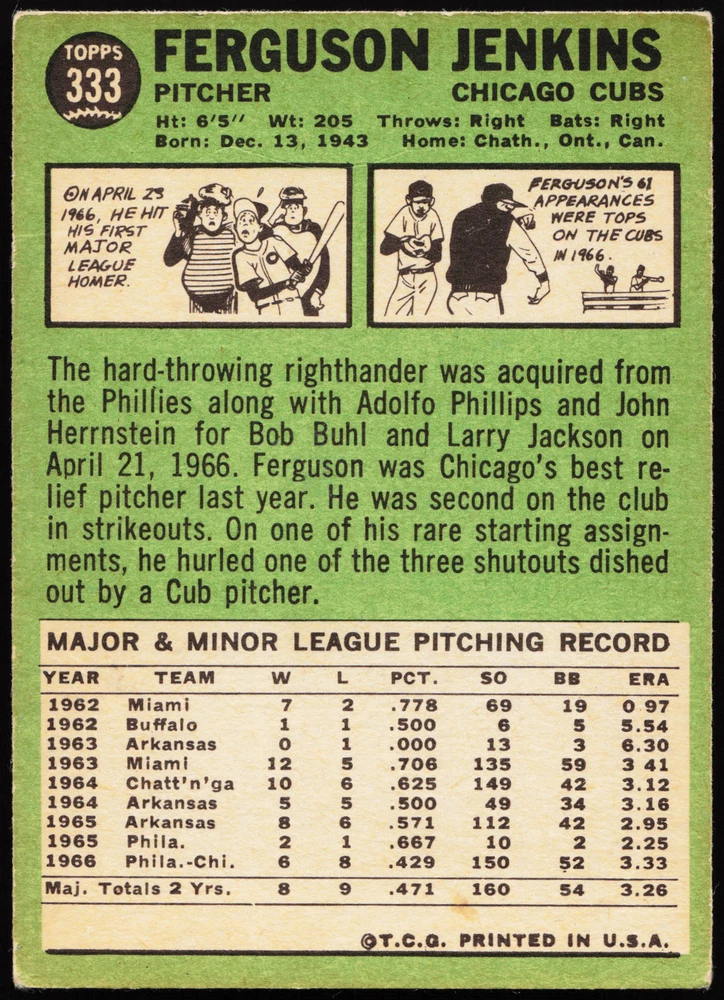 TOPPS
333
FERGUSON JENKINS
PITCHER CHICAGO CUBS
Ht: 6'5" Wt: 205 Throws: Right Bats: Right
Born: Dec. 13, 1943 Home: Chath., Ont., Can.
ON APRIL 23
1966, HE HIT
HIS FIRST
MAJOR
LEAGUE
HOMER.
FERGUSON'S 61
APPEARANCES
WERE TOPS
ON THE CUBS
IN 1966.
The hard-throwing righthander was acquired from
the Phillies along with Adolfo Phillips and John
Herrnstein for Bob Buhl and Larry Jackson on
April 21, 1966. Ferguson was Chicago's best re-
lief pitcher last year. He was second on the club
in strikeouts. On one of his rare starting assign-
ments, he hurled one of the three shutouts dished
out by a Cub pitcher.
MAJOR & MINOR LEAGUE PITCHING RECORD
YEAR TEAM W L PCT. SO BB ERA
1962 Miami 7 2 .778 69 19 0 97
1962 Buffalo 1 1 .500 6 5 5.54
1963 Arkansas 0 1 .000 13 3 6.30
1963 Miami 12 5 .706 135 59 3 41
1964 Chatt'n'ga 10 6 .625 149 42 3.12
1964 Arkansas 5 5 .500 49 34 3.16
1965 Arkansas 8 6 .571 112 42 2.95
1965 Phila. 2 1 .667 10 2 2.25
1966 Phila.-Chi. 6 8 .429 150 52 3.33
Maj. Totals 2 Yrs. 8 9 .471 160 54 3.26
©T.C.G. PRINTED IN U.S.A.